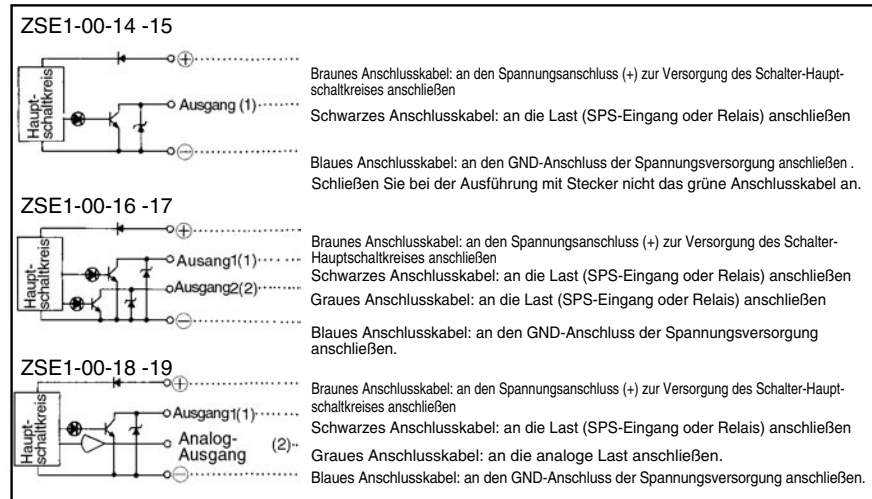 ZSE1-00-14 -15
Haupt-
schaltkreis
+
Braunes Anschlusskabel: an den Spannungsanschluss (+) zur Versorgung des Schalter-Haupt-
schaltkreises anschließen
Ausgang (1)
Schwarzes Anschlusskabel: an die Last (SPS-Eingang oder Relais) anschließen
−
Blaues Anschlusskabel: an den GND-Anschluss der Spannungsversorgung anschließen .
Schließen Sie bei der Ausführung mit Stecker nicht das grüne Anschlusskabel an.
ZSE1-00-16 -17
Haupt-
schaltkreis
+
Braunes Anschlusskabel: an den Spannungsanschluss (+) zur Versorgung des Schalter-
Hauptschaltkreises anschließen
Ausang1(1)
Schwarzes Anschlusskabel: an die Last (SPS-Eingang oder Relais) anschließen
Ausgang2(2)
Graues Anschlusskabel: an die Last (SPS-Eingang oder Relais) anschließen
−
Blaues Anschlusskabel: an den GND-Anschluss der Spannungsversorgung
anschließen.
ZSE1-00-18 -19
Haupt-
schaltkreis
+
Braunes Anschlusskabel: an den Spannungsanschluss (+) zur Versorgung des Schalter-Haupt-
schaltkreises anschließen
Ausgang1(1)
Schwarzes Anschlusskabel: an die Last (SPS-Eingang oder Relais) anschließen
Analog-
Ausgang (2)
Graues Anschlusskabel: an die analoge Last anschließen.
−
Blaues Anschlusskabel: an den GND-Anschluss der Spannungsversorgung anschließen.